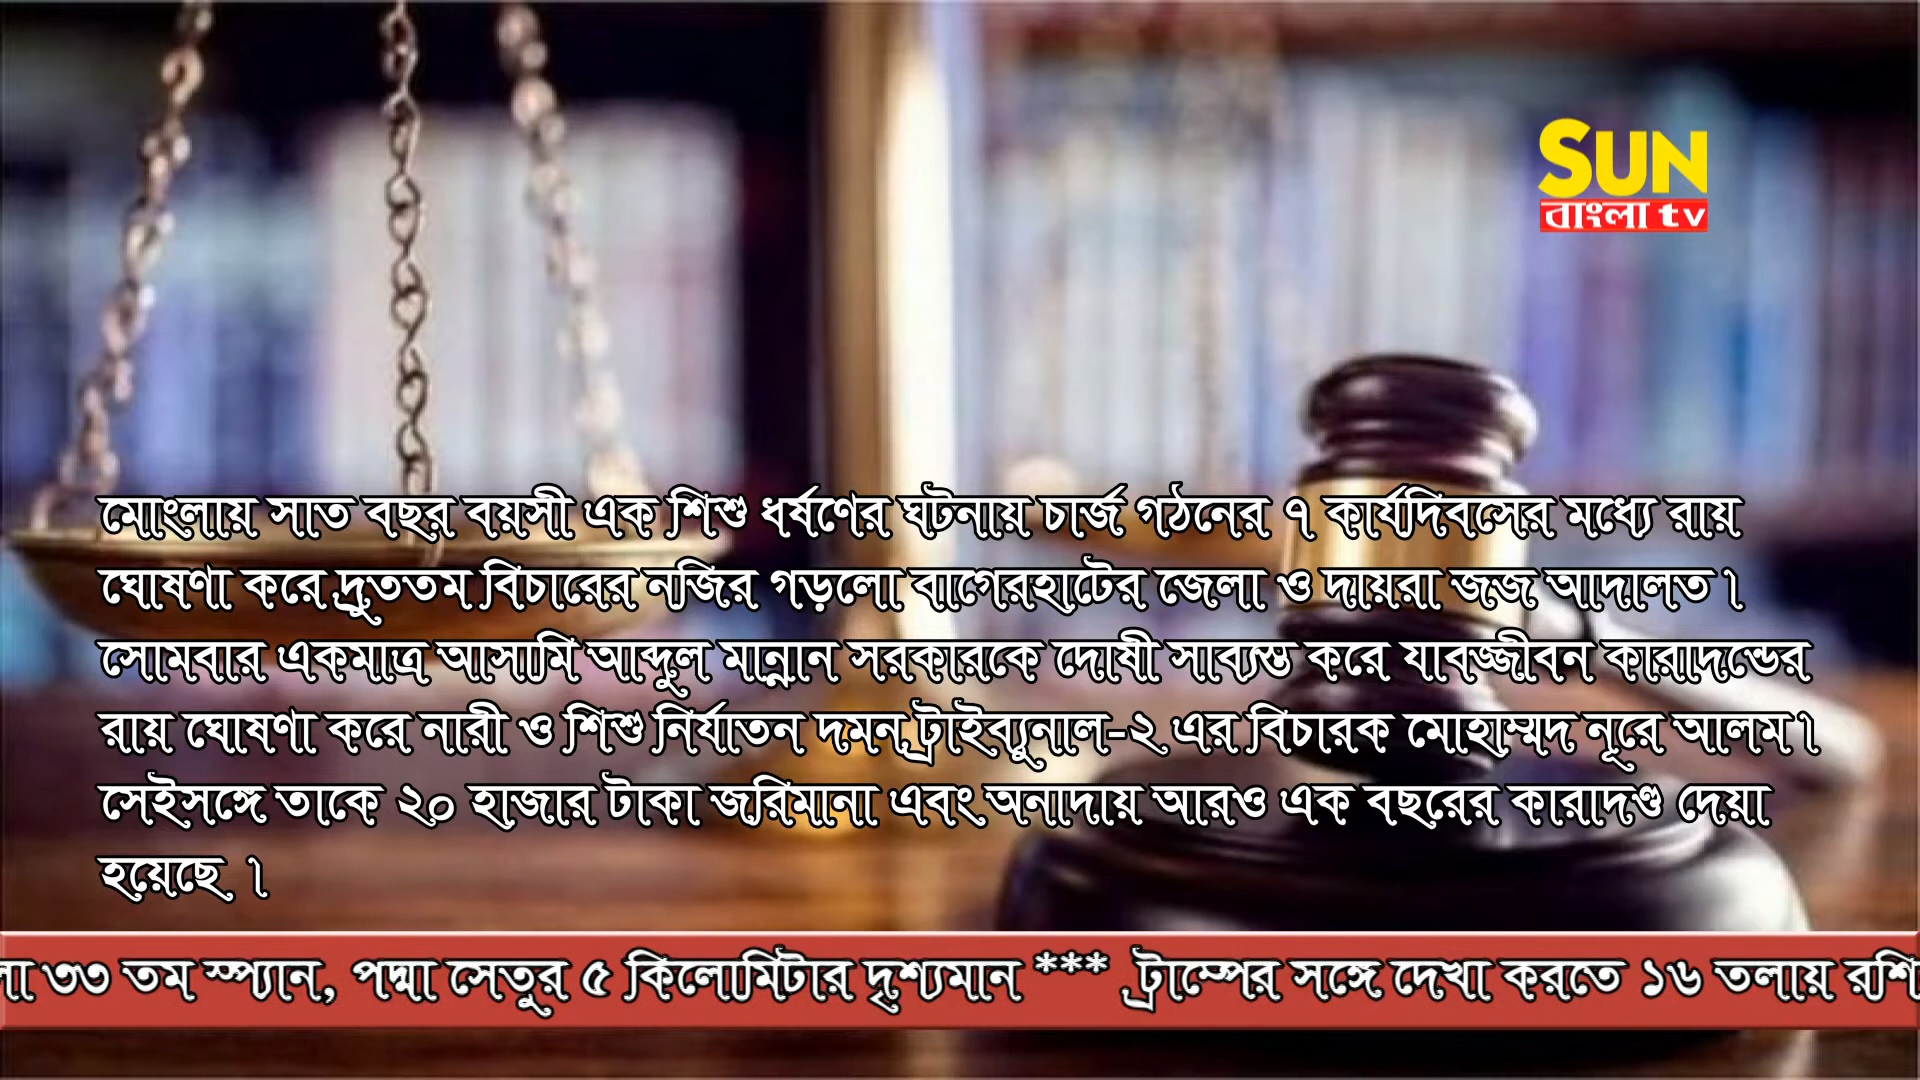 SUN
বাংলা tv
মোংলায় সাত বছর বয়সী এক শিশু ধর্ষণের ঘটনায় চার্জ গঠনের ৭ কার্যদিবসের মধ্যে রায়
ঘোষণা করে দ্রুততম বিচারের নজির গড়লো বাগেরহাটের জেলা ও দায়রা জজ আদালত।
সোমবার একমাত্র আসামি আব্দুল মান্নান সরকারকে দোষী সাব্যস্ত করে যাবজ্জীবন কারাদন্ডের
রায় ঘোষণা করে নারী ও শিশু নির্যাতন দমন ট্রাইব্যুনাল-২ এর বিচারক মোহাম্মদ নূরে আলম।
সেইসঙ্গে তাকে ২০ হাজার টাকা জরিমানা এবং অনাদায় আরও এক বছরের কারাদণ্ড দেয়া
হয়েছে. ।
লা ৩৩ তম স্প্যান, পদ্মা সেতুর ৫ কিলোমিটার দৃশ্যমান *** ট্রাম্পের সঙ্গে দেখা করতে ১৬ তলায় রশি